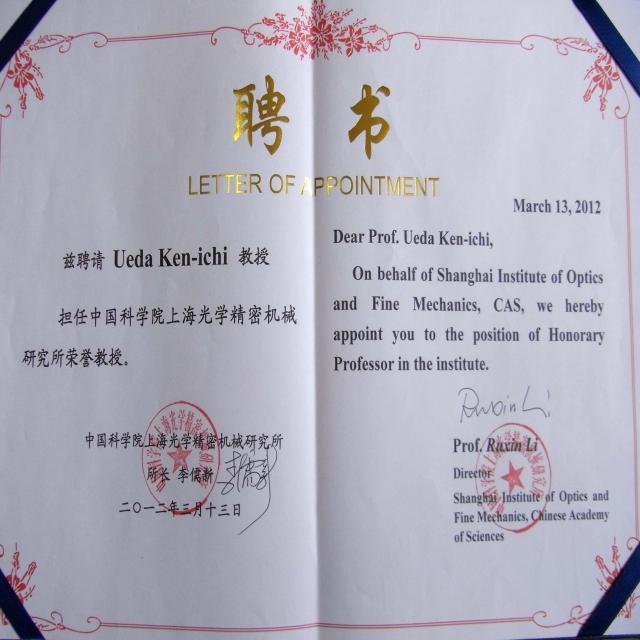 聘书
LETTER OF APPOINTMENT
兹聘请 Ueda Ken-ichi 教授
担任中国科学院上海光学精密机械
研究所荣誉教授。
中国科学院上海光学精密机械研究所
所长 李儒新
二〇一二年三月十三日
March 13, 2012
Dear Prof. Ueda Ken-ichi,
On behalf of Shanghai Institute of Optics
and Fine Mechanics, CAS, we hereby
appoint you to the position of Honorary
Professor in the institute.
Ruxin Li
Prof. Ruxin Li
Director
Shanghai Institute of Optics and
Fine Mechanics, Chinese Academy
of Sciences